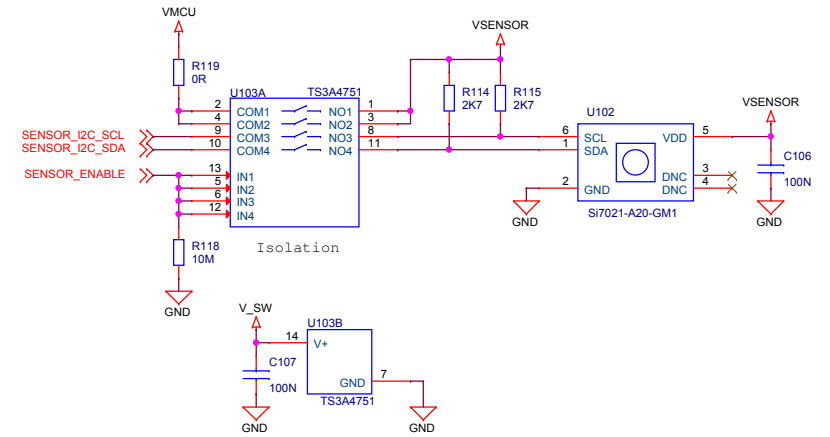 VMCU
VSENSOR
R119
0R
U103A
TS3A4751
R114
2K7
R115
2K7
U102
VSENSOR
2 COM1 NO1 1
4 COM2 NO2 3
SENSOR_I2C_SCL 9 COM3 NO3 8
SENSOR_I2C_SDA 10 COM4 NO4 11
6 SCL VDD 5
1 SDA
C106
100N
SENSOR_ENABLE 13 IN1
5 IN2
6 IN3
12 IN4
DNC 3
2 GND DNC 4
GND
Si7021-A20-GM1
GND
R118
10M
Isolation
GND
V_SW
U103B
14 V+
C107
100N
GND 7
TS3A4751
GND
GND